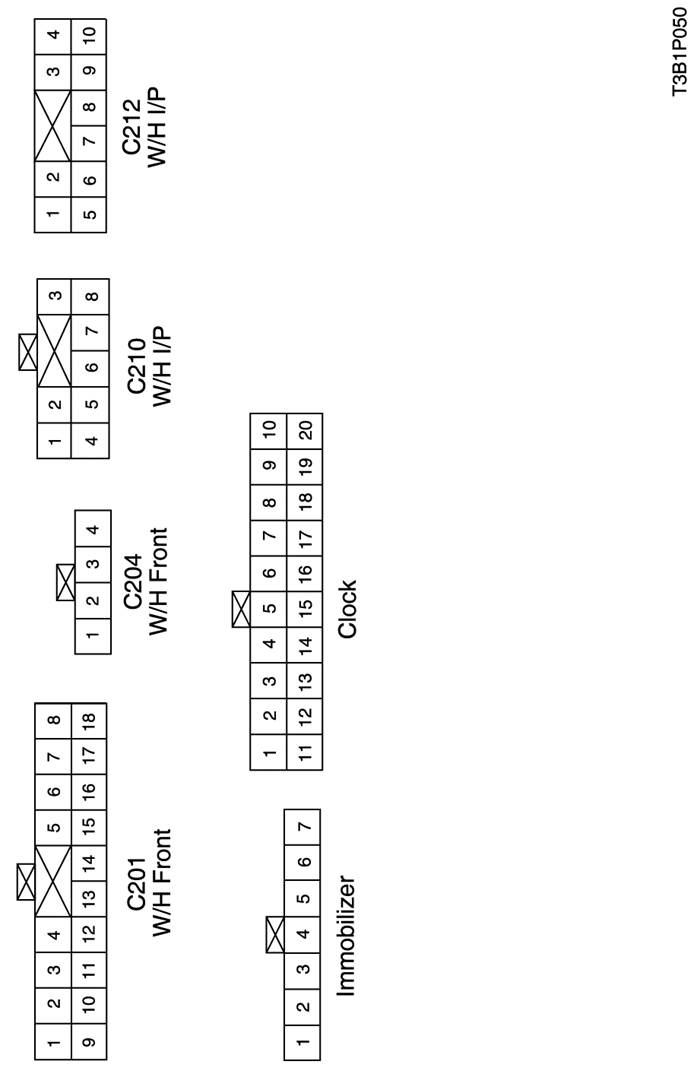 1 2 3 4 5 6 7 8
9 10 11 12 13 14 15 16 17 18
C201
W/H Front
1 2 3 4
C204
W/H Front
1 2 3
4 5 6 7 8
C210
W/H I/P
1 2 3 4
5 6 7 8 9 10
C212
W/H I/P
1 2 3 4 5 6 7
Immobilizer
1 2 3 4 5 6 7 8 9 10
11 12 13 14 15 16 17 18 19 20
Clock
T3B1P050